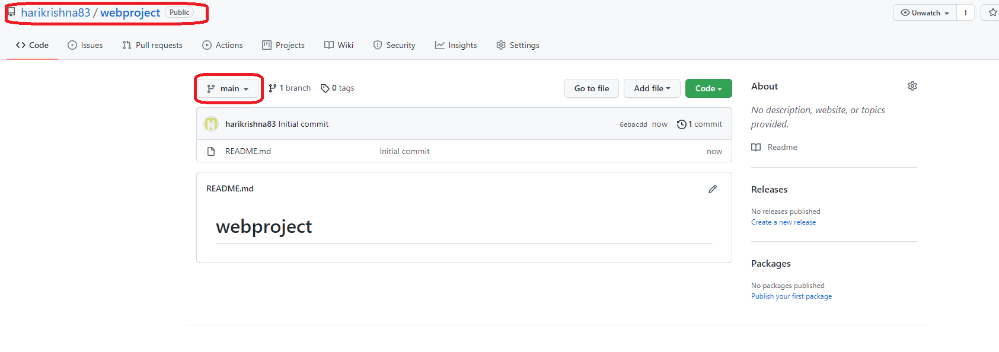 harikrishna83 / webproject Public
Unwatch 1
Code Issues Pull requests Actions Projects Wiki Security Insights Settings
main 1 branch 0 tags Go to file Add file Code
harikrishna83 Initial commit 6ebacdd now 1 commit
README.md Initial commit now
README.md
webproject
About
No description, website, or topics
provided.
Readme
Releases
No releases published
Create a new release
Packages
No packages published
Publish your first package